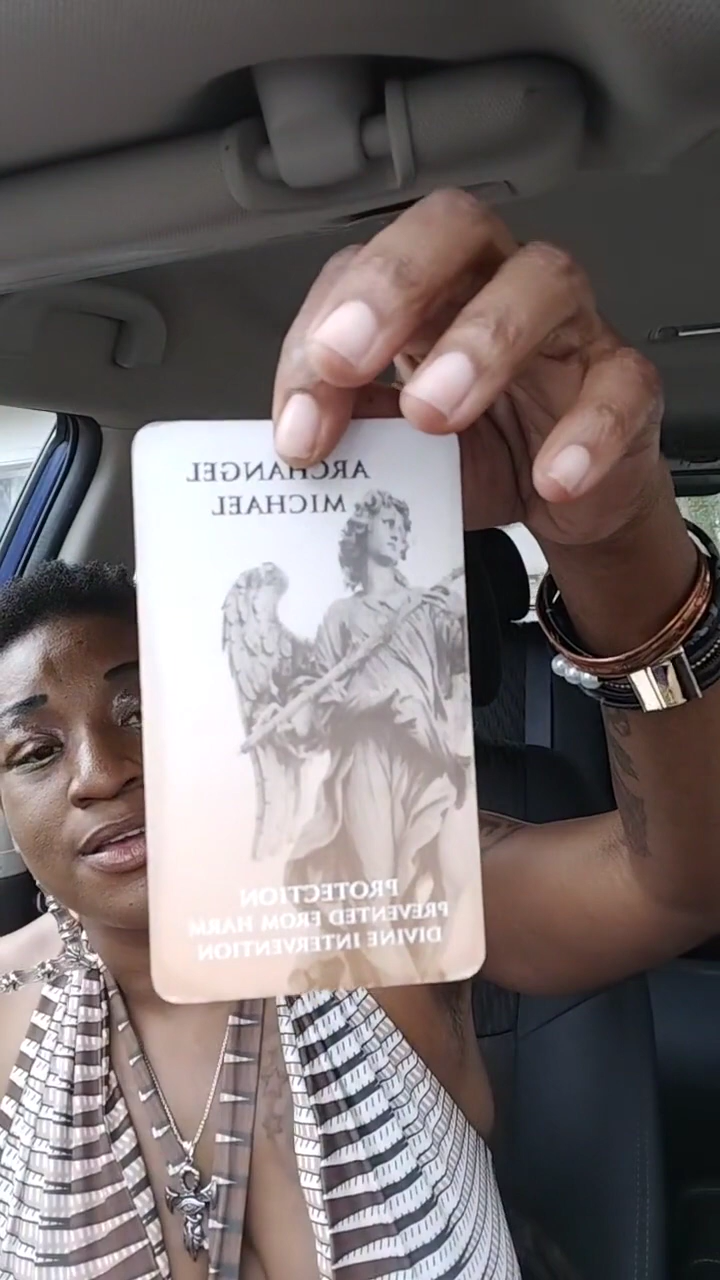 ARCHANGEL
MICHAEL
PROTECTION
PREVENTED FROM HARM
DIVINE INTERVENTION